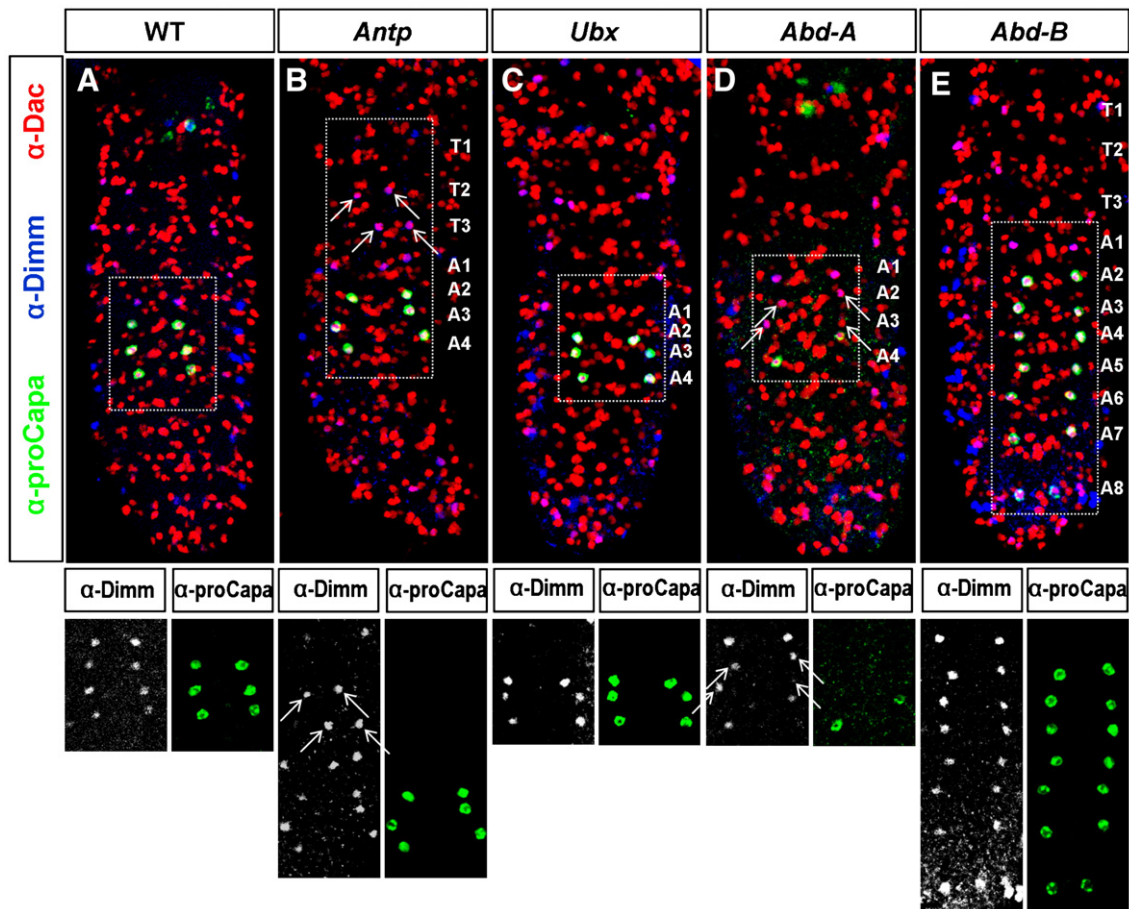 WT
Antp
Ubx
Abd-A
Abd-B
α-proCapa α-Dimm α-Dac
A
B
T1
T2
T3
A1
A2
A3
A4
C
A1
A2
A3
A4
D
A1
A2
A3
A4
E
T1
T2
T3
A1
A2
A3
A4
A5
A6
A7
A8
α-Dimm α-proCapa α-Dimm α-proCapa α-Dimm α-proCapa α-Dimm α-proCapa α-Dimm α-proCapa